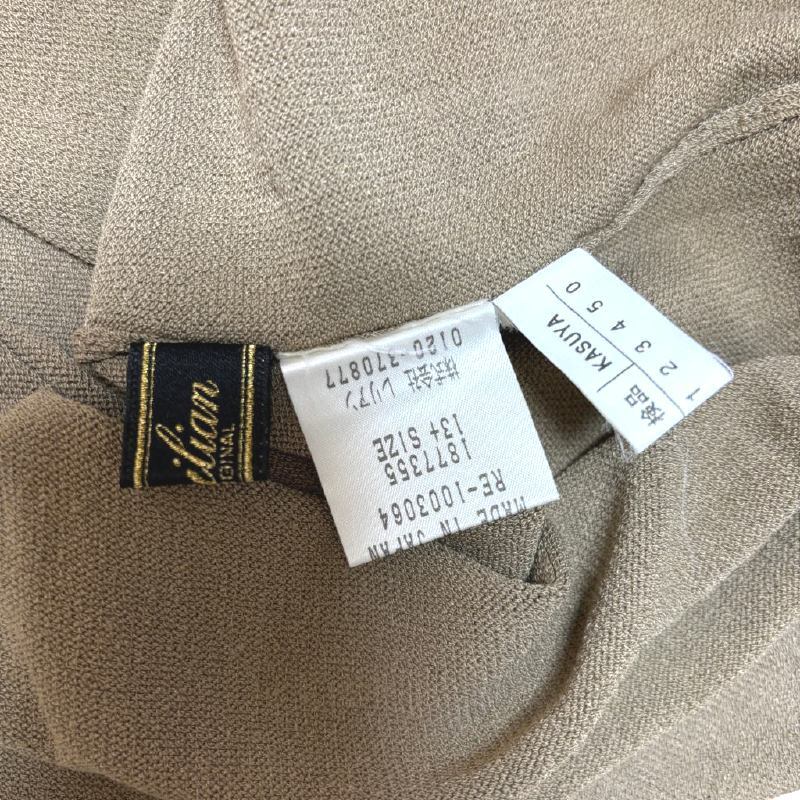 MADE IN JAPAN
RE-1003064
1877355
13+ SIZE
株式会社 レリアン
0120-370877
検品 KASUYA
1 2 3 4 5 0